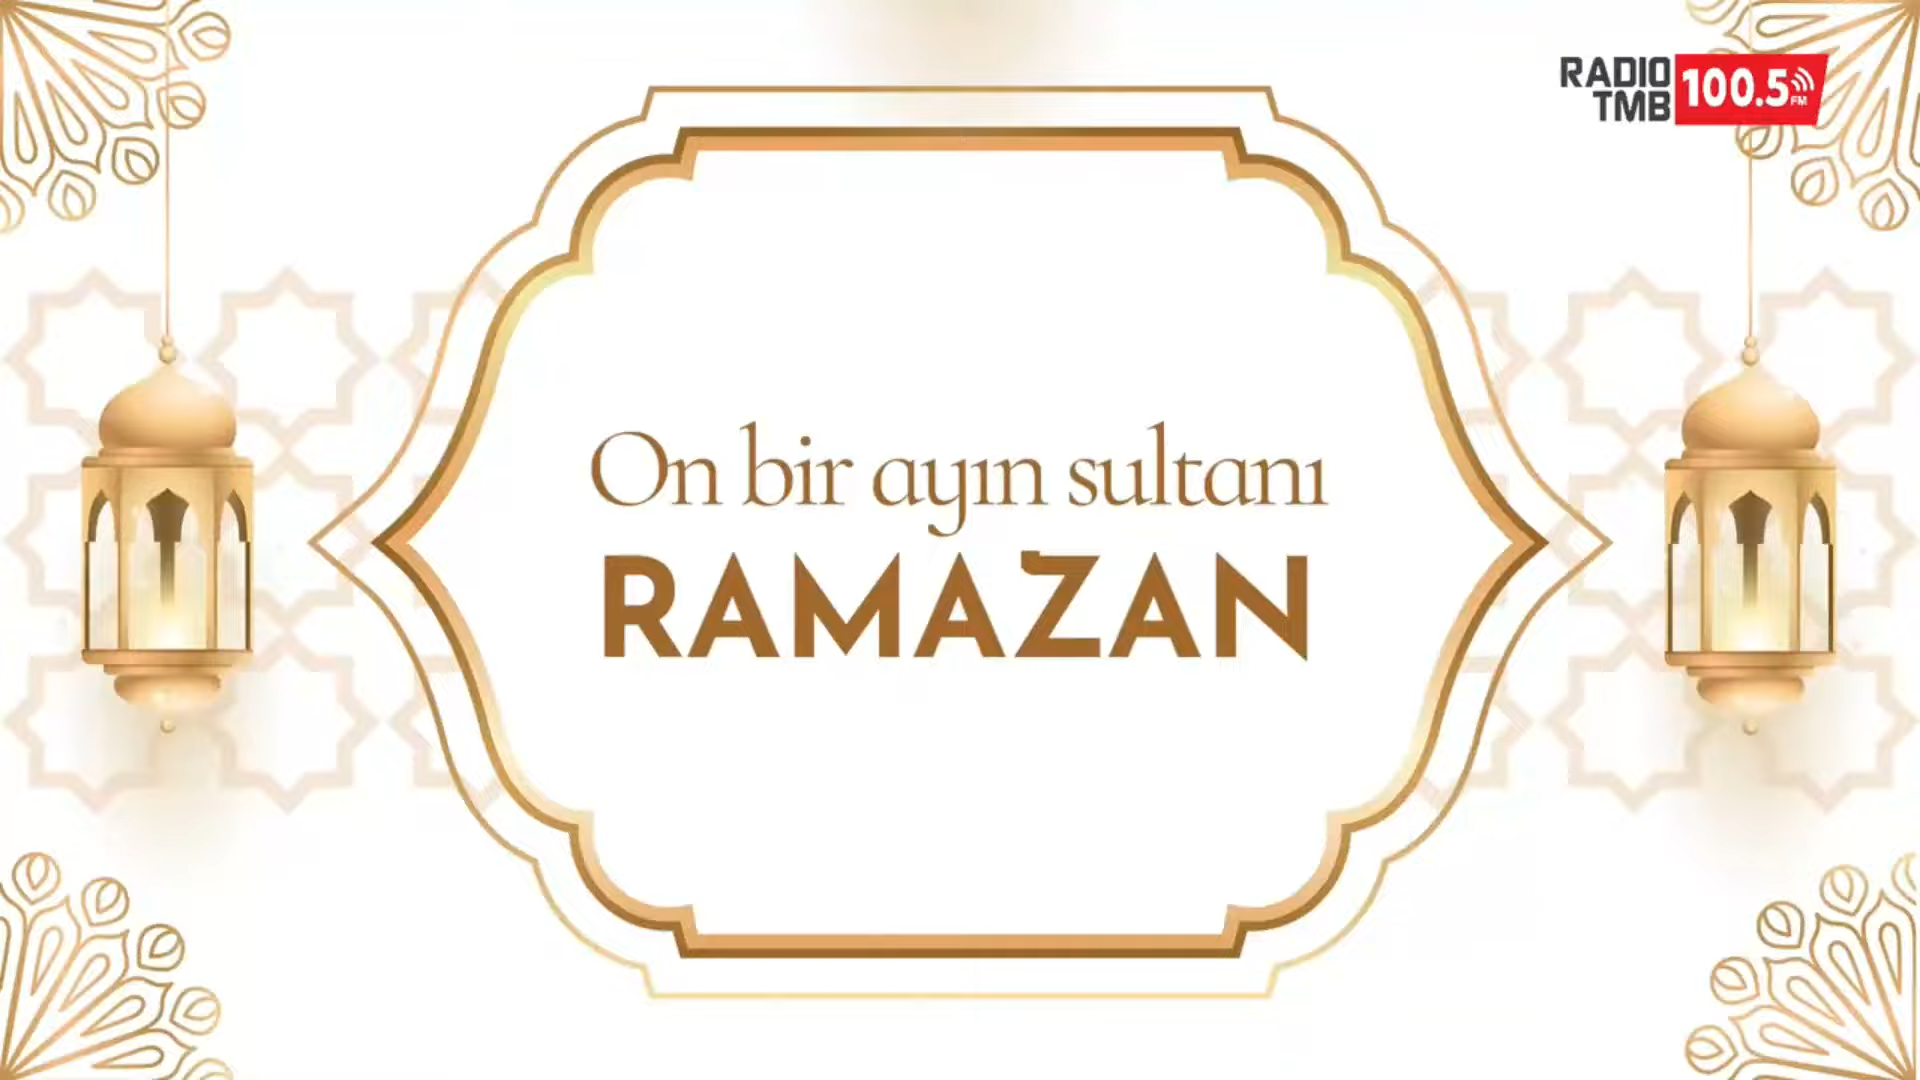 RADIO
TMB
100.5
FM
On bir ayın sultanı
RAMAZAN